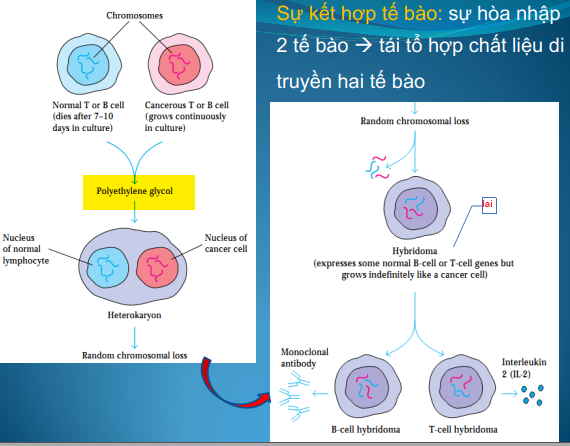 Chromosomes
Normal T or B cell
(dies after 7–10
days in culture)
Cancerous T or B cell
(grows continuously
in culture)
Polyethylene glycol
Nucleus
of normal
lymphocyte
Nucleus of
cancer cell
Heterokaryon
Random chromosomal loss
Sự kết hợp tế bào: sự hòa nhập
2 tế bào → tái tổ hợp chất liệu di
truyền hai tế bào
Random chromosomal loss
ai
Hybridoma
(expresses some normal B-cell or T-cell genes but
grows indefinitely like a cancer cell)
Monoclonal
antibody
Interleukin
2 (IL-2)
B-cell hybridoma
T-cell hybridoma